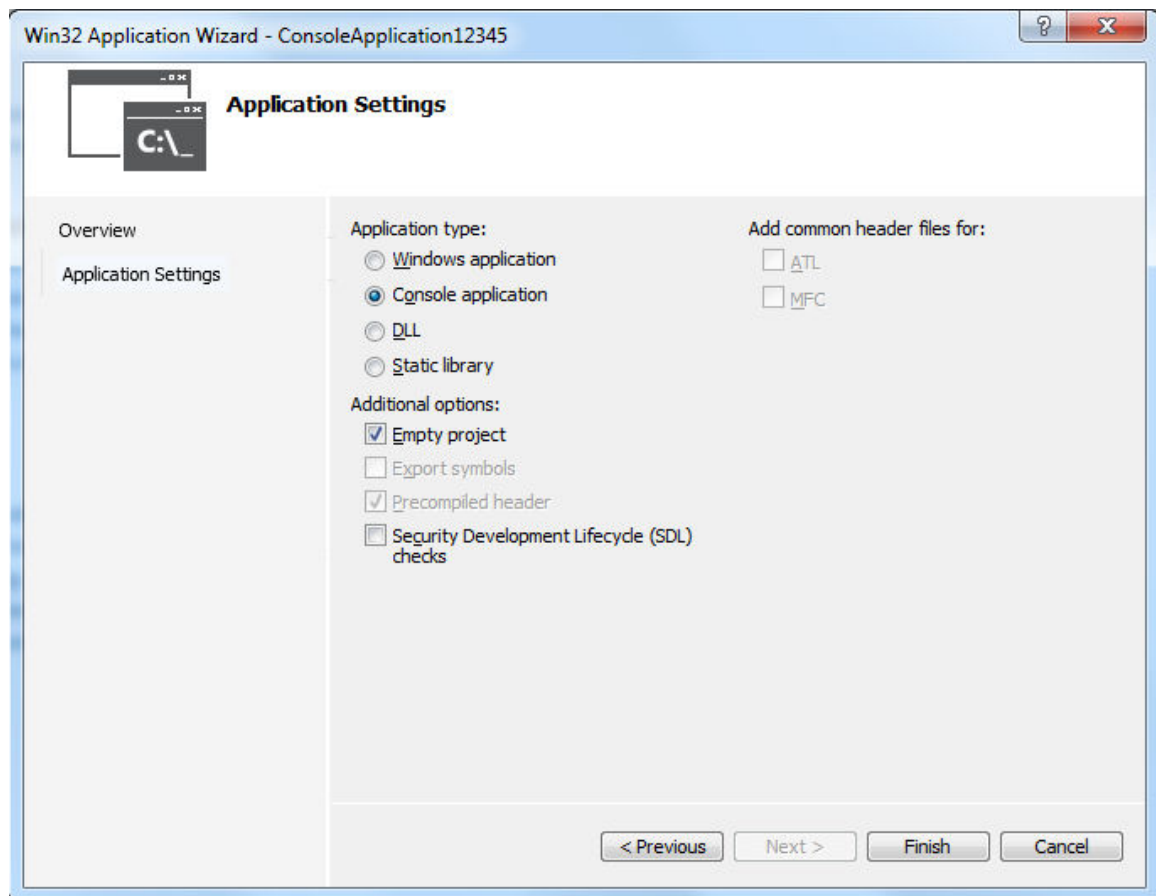 Win32 Application Wizard - ConsoleApplication12345
C:\_
Application Settings
Overview
Application Settings
Application type:
Windows application
Console application
DLL
Static library
Additional options:
Empty project
Export symbols
Precompiled header
Security Development Lifecycle (SDL)
checks
Add common header files for:
ATL
MFC
< Previous
Next >
Finish
Cancel